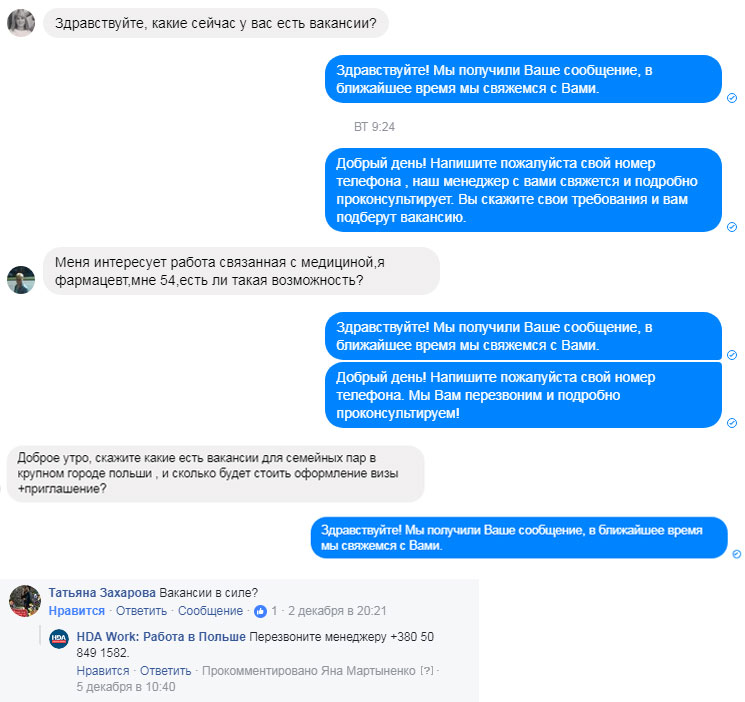 Здравствуйте, какие сейчас у вас есть вакансии?
Здравствуйте! Мы получили Ваше сообщение, в
ближайшее время мы свяжемся с Вами.
ВТ 9:24
Добрый день! Напишите пожалуйста свой номер
телефона , наш менеджер с вами свяжется и подробно
проконсультирует. Вы скажите свои требования и вам
подберут вакансию.
Меня интересует работа связанная с медициной,я
фармацевт,мне 54,есть ли такая возможность?
Здравствуйте! Мы получили Ваше сообщение, в
ближайшее время мы свяжемся с Вами.
Добрый день! Напишите пожалуйста свой номер
телефона. Мы Вам перезвоним и подробно
проконсультируем!
Доброе утро, скажите какие есть вакансии для семейных пар в
крупном городе польши , и сколько будет стоить оформление визы
+приглашение?
Здравствуйте! Мы получили Ваше сообщение, в ближайшее время
мы свяжемся с Вами.
Татьяна Захарова Вакансии в силе?
Нравится · Ответить · Сообщение · 1 · 2 декабря в 20:21
HDA HDA Work: Работа в Польше Перезвоните менеджеру +380 50
849 1582.
Нравится · Ответить · Прокомментировано Яна Мартыненко [?] ·
5 декабря в 10:40